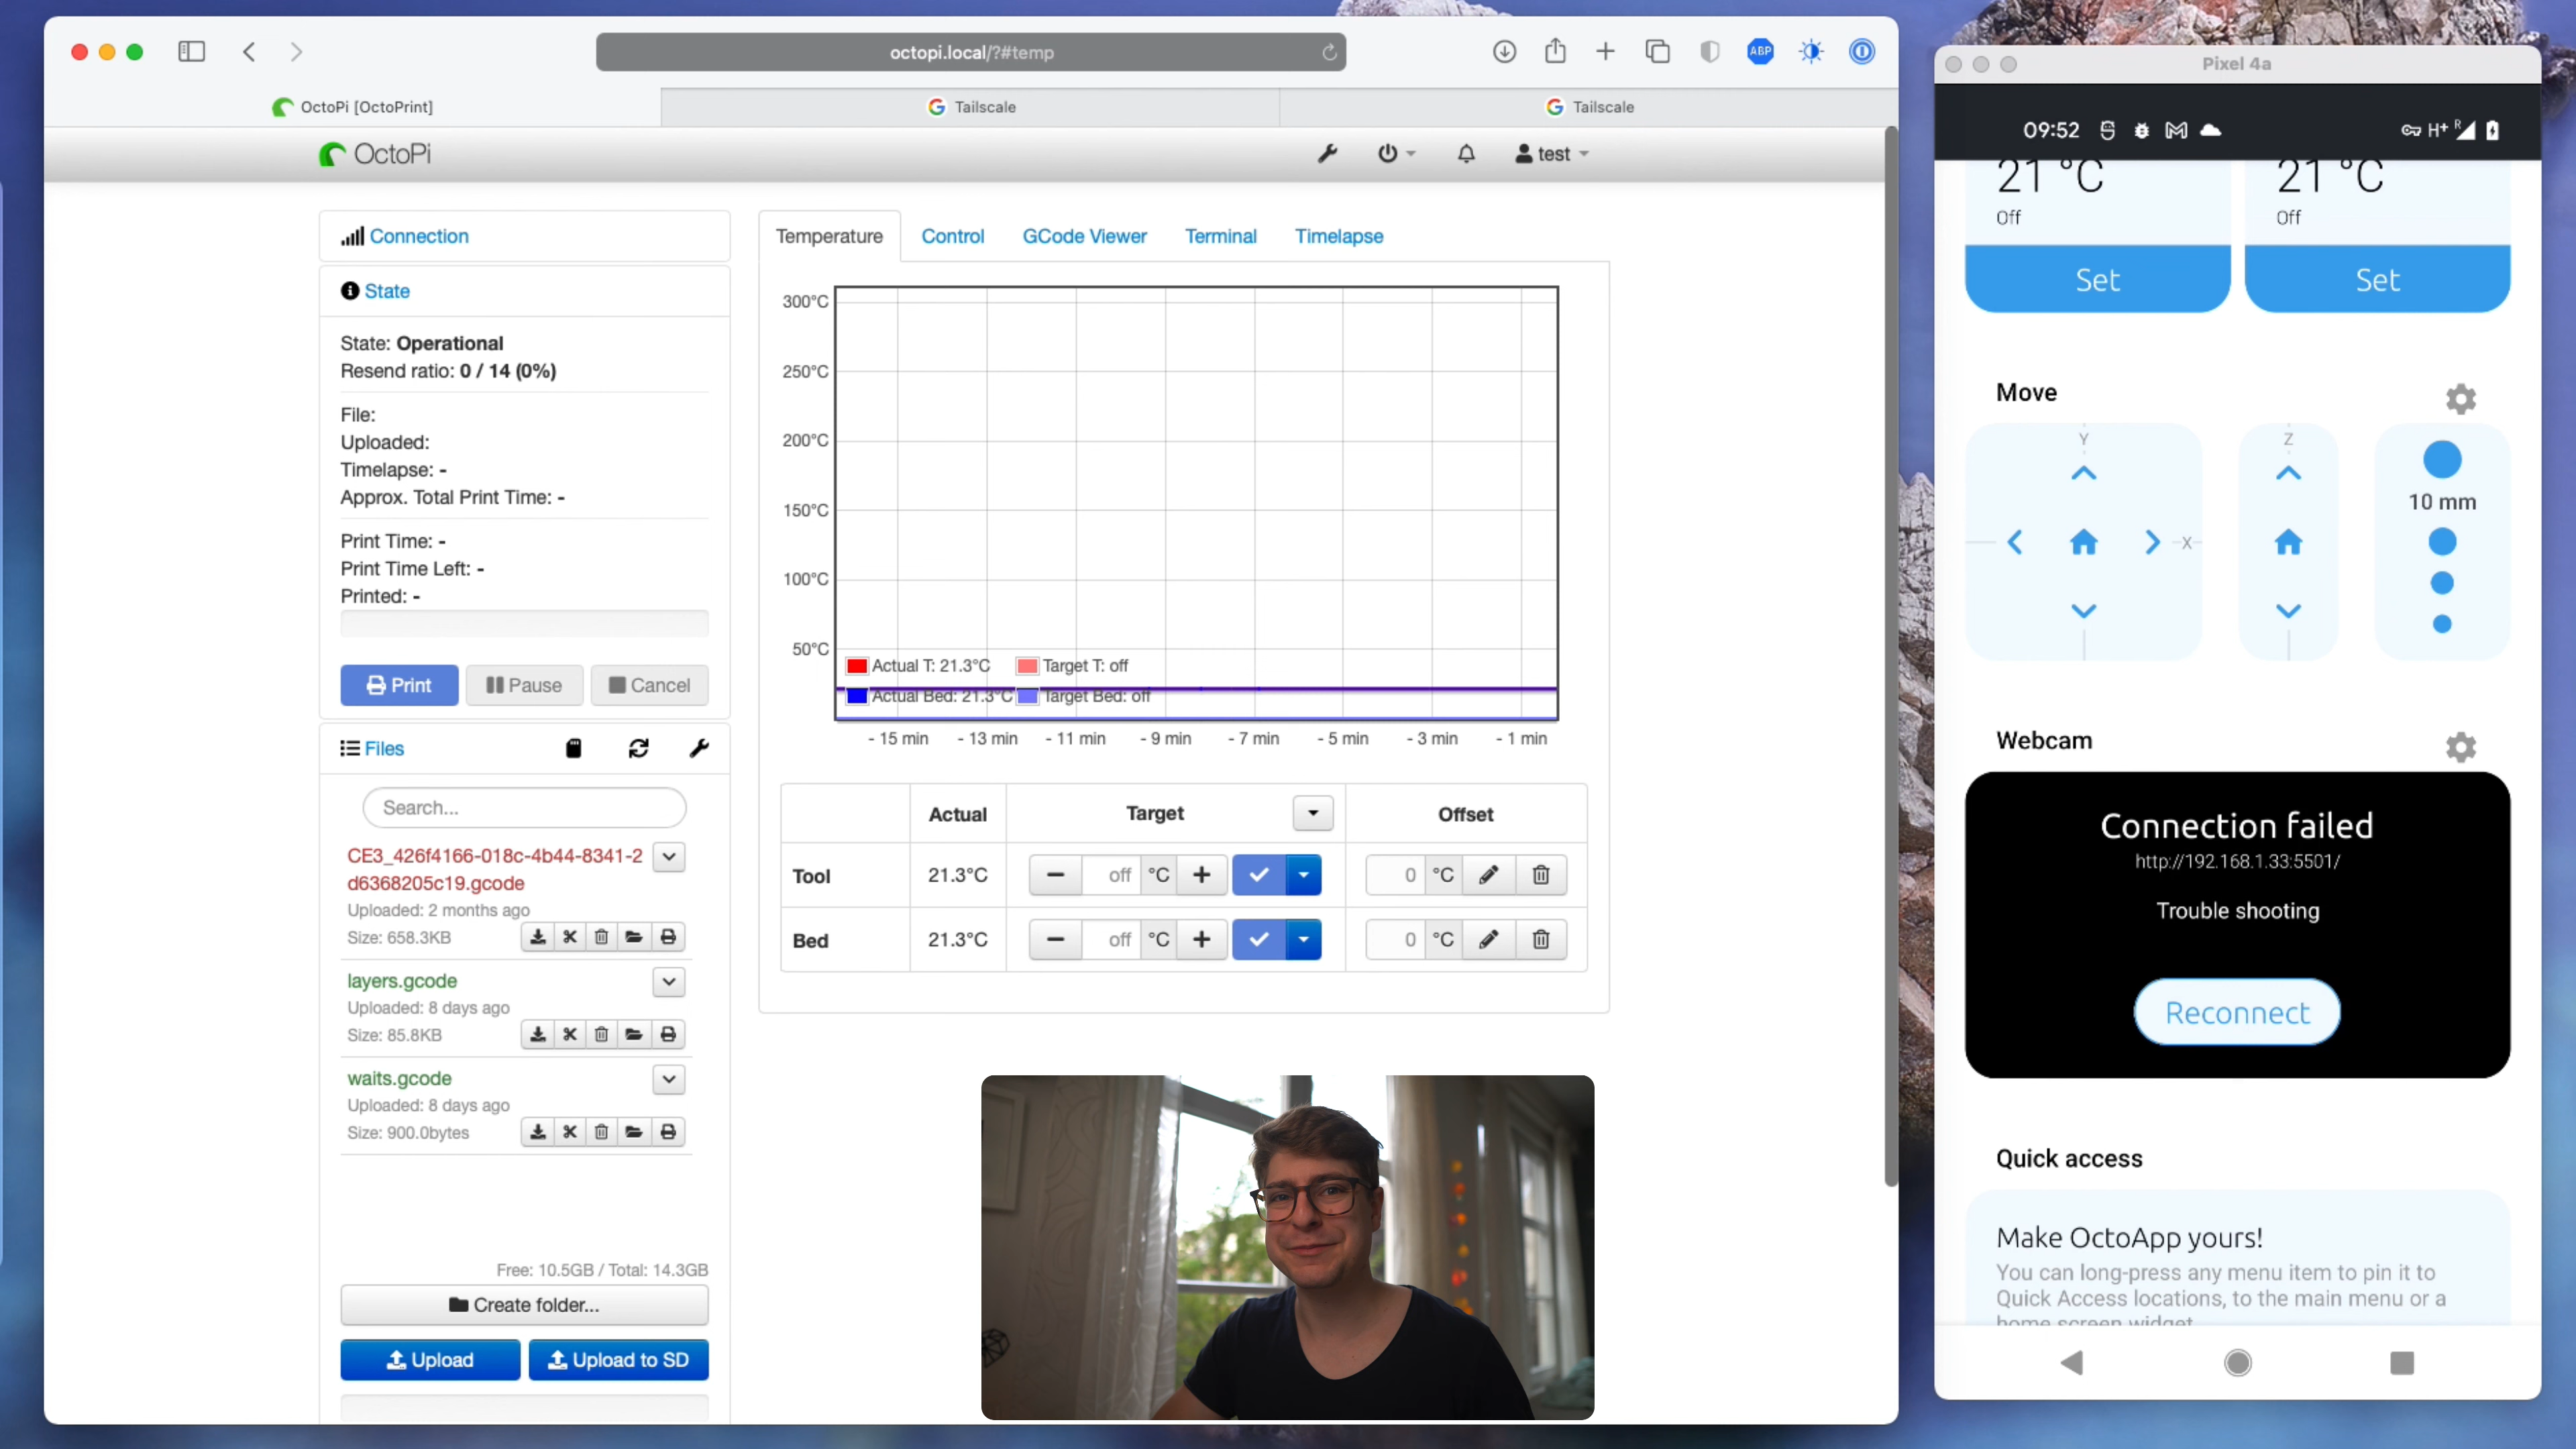 octopi.local/?#temp
ABP
OctoPi [OctoPrint]
Tailscale
Tailscale
OctoPi
test
Connection
State
State: Operational
Resend ratio: 0 / 14 (0%)
File:
Uploaded:
Timelapse: -
Approx. Total Print Time: -
Print Time: -
Print Time Left: -
Printed: -
Print
Pause
Cancel
Files
Search...
CE3_426f4166-018c-4b44-8341-2
d6368205c19.gcode
Uploaded: 2 months ago
Size: 658.3KB
layers.gcode
Uploaded: 8 days ago
Size: 85.8KB
waits.gcode
Uploaded: 8 days ago
Size: 900.0bytes
Free: 10.5GB / Total: 14.3GB
Create folder...
Upload
Upload to SD
Temperature
Control
GCode Viewer
Terminal
Timelapse
300°C
250°C
200°C
150°C
100°C
50°C
Actual T: 21.3°C
Target T: off
Actual Bed: 21.3°C
Target Bed: off
- 15 min
- 13 min
- 11 min
- 9 min
- 7 min
- 5 min
- 3 min
- 1 min
Actual
Target
Offset
Tool
21.3°C
off
°C
0
°C
Bed
21.3°C
off
°C
0
°C
Pixel 4a
09:52
H+
R
21 °C
Off
Set
21 °C
Off
Set
Move
Y
X
Z
10 mm
Webcam
Connection failed
http://192.168.1.33:5501/
Trouble shooting
Reconnect
Quick access
Make OctoApp yours!
You can long-press any menu item to pin it to
Quick Access locations, to the main menu or a
home screen widget